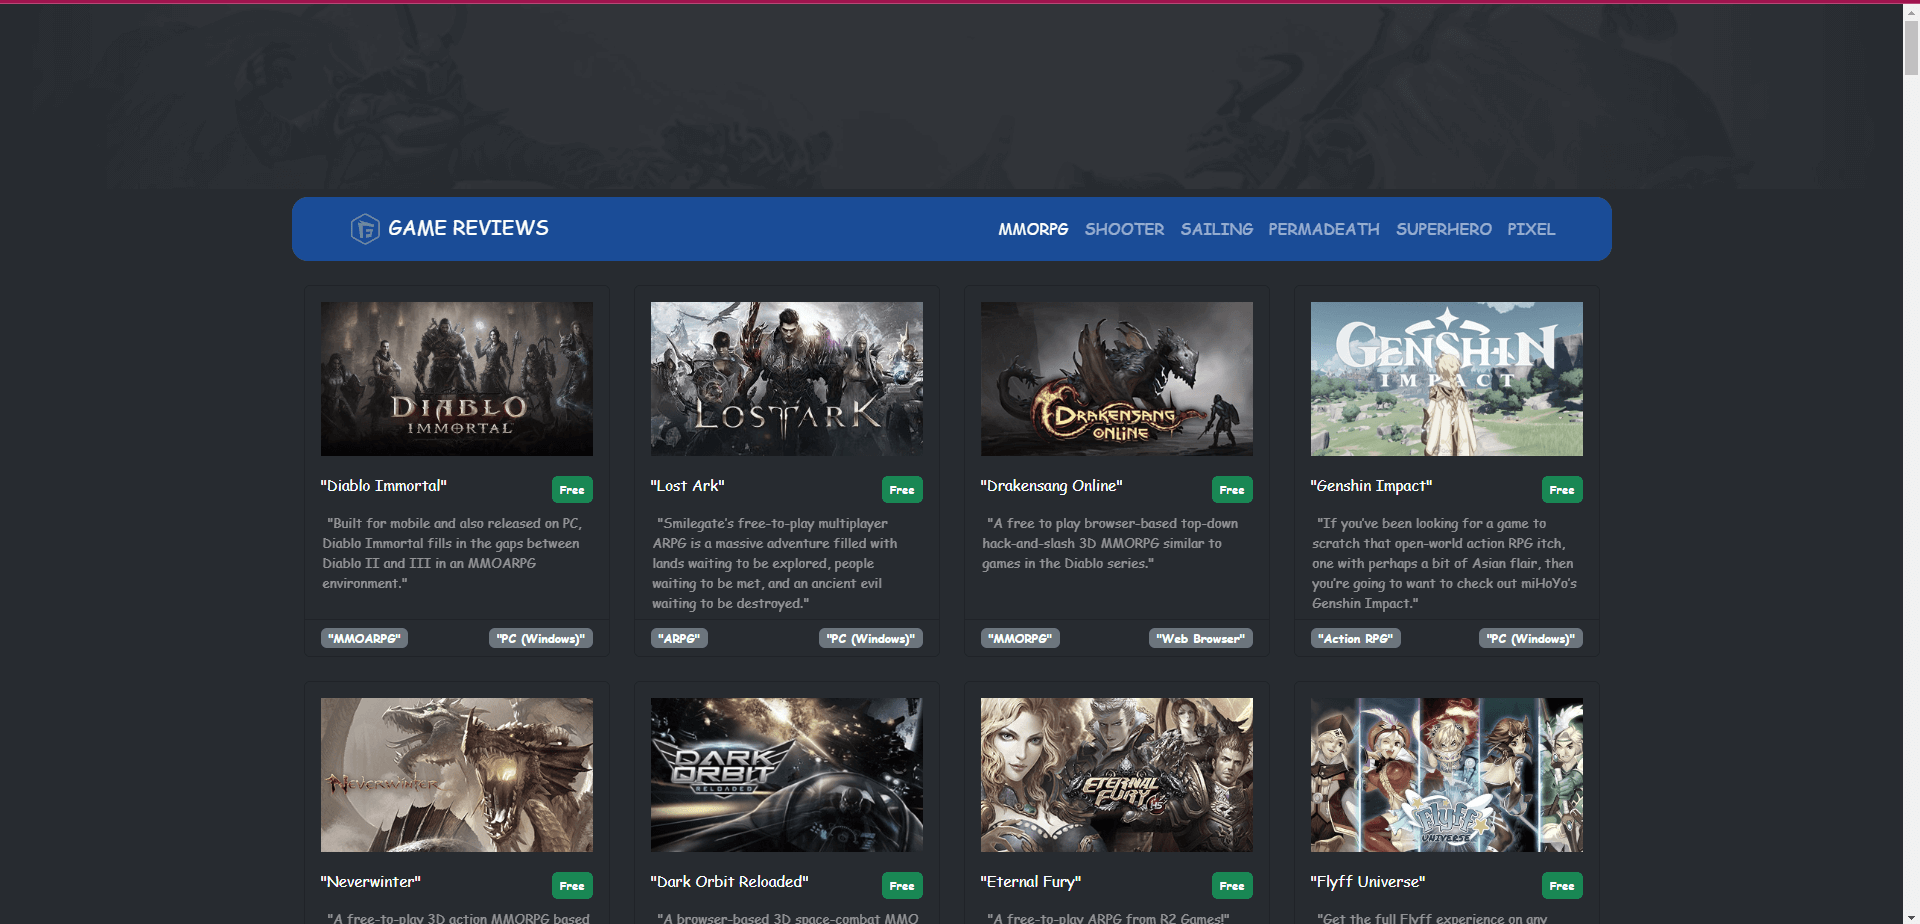 GAME REVIEWS
MMORPG SHOOTER SAILING PERMADEATH SUPERHERO PIXEL
DIABLO
IMMORTAL
LOST ARK
DRAKENSANG
ONLINE
GENSHIN
IMPACT
"Diablo Immortal" Free
"Built for mobile and also released on PC,
Diablo Immortal fills in the gaps between
Diablo II and III in an MMOARPG
environment."
"MMOARPG" "PC (Windows)"
"Lost Ark" Free
"Smilegate's free-to-play multiplayer
ARPG is a massive adventure filled with
lands waiting to be explored, people
waiting to be met, and an ancient evil
waiting to be destroyed."
"ARPG" "PC (Windows)"
"Drakensang Online" Free
"A free to play browser-based top-down
hack-and-slash 3D MMORPG similar to
games in the Diablo series."
"MMORPG" "Web Browser"
"Genshin Impact" Free
"If you've been looking for a game to
scratch that open-world action RPG itch,
one with perhaps a bit of Asian flair, then
you're going to want to check out miHoYo's
Genshin Impact."
"Action RPG" "PC (Windows)"
NEVERWINTER
DARK
ORBIT
RELOADED
ETERNAL
FURY
H5
Flyff
UNIVERSE
"Neverwinter" Free
"A free-to-play 3D action MMORPG based
"Dark Orbit Reloaded" Free
"A browser-based 3D space-combat MMO
"Eternal Fury" Free
"A free-to-play ARPG from R2 Games!"
"Flyff Universe" Free
"Get the full Flyff experience on any